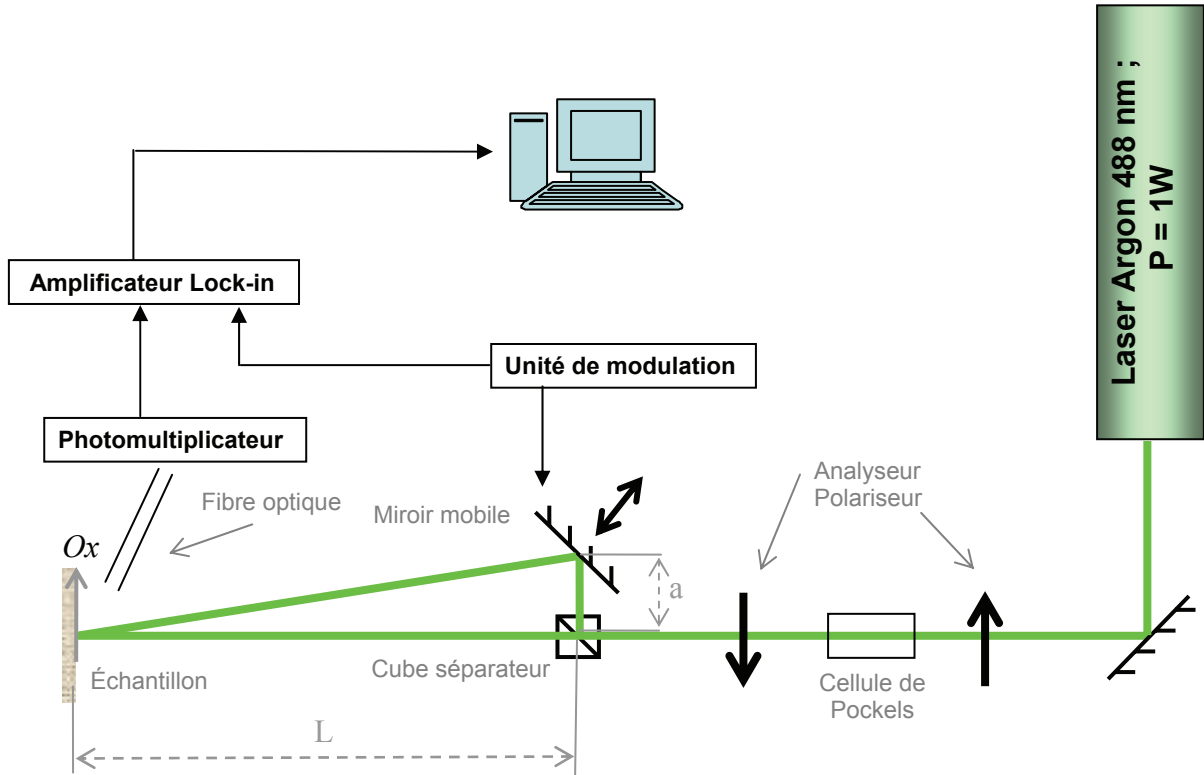 Laser Argon 488 nm ;
P = 1W
Amplificateur Lock-in
Unité de modulation
Photomultiplicateur
Analyseur
Polariseur
Fibre optique
Miroir mobile
Ox
a
Échantillon
Cube séparateur
Cellule de
Pockels
L